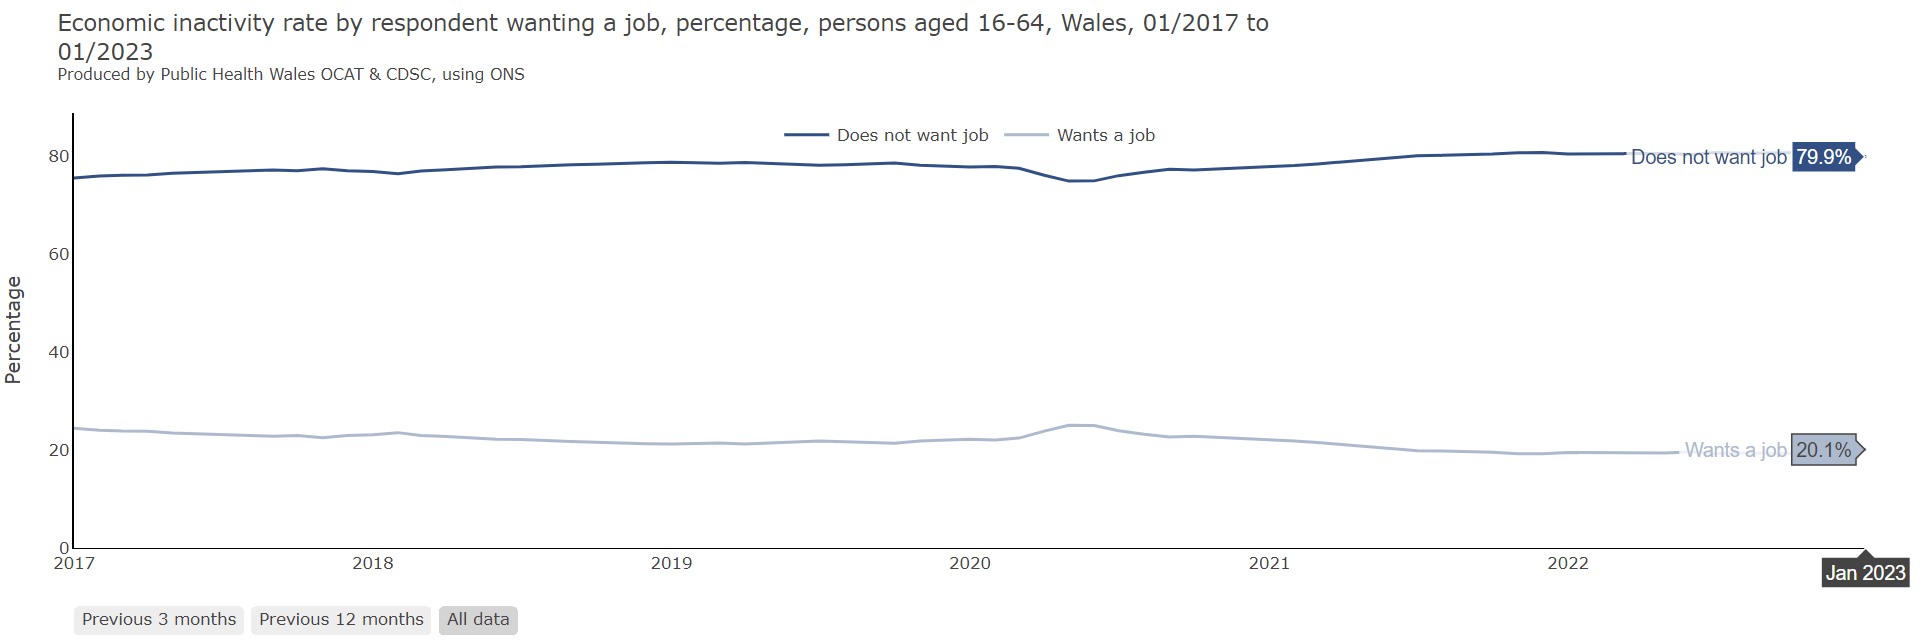 Economic inactivity rate by respondent wanting a job, percentage, persons aged 16-64, Wales, 01/2017 to
01/2023
Produced by Public Health Wales OCAT & CDSC, using ONS
Does not want job
Wants a job
80
60
40
20
0
Percentage
Does not want job 79.9%
Wants a job 20.1%
2017
2018
2019
2020
2021
2022
Jan 2023
Previous 3 months
Previous 12 months
All data